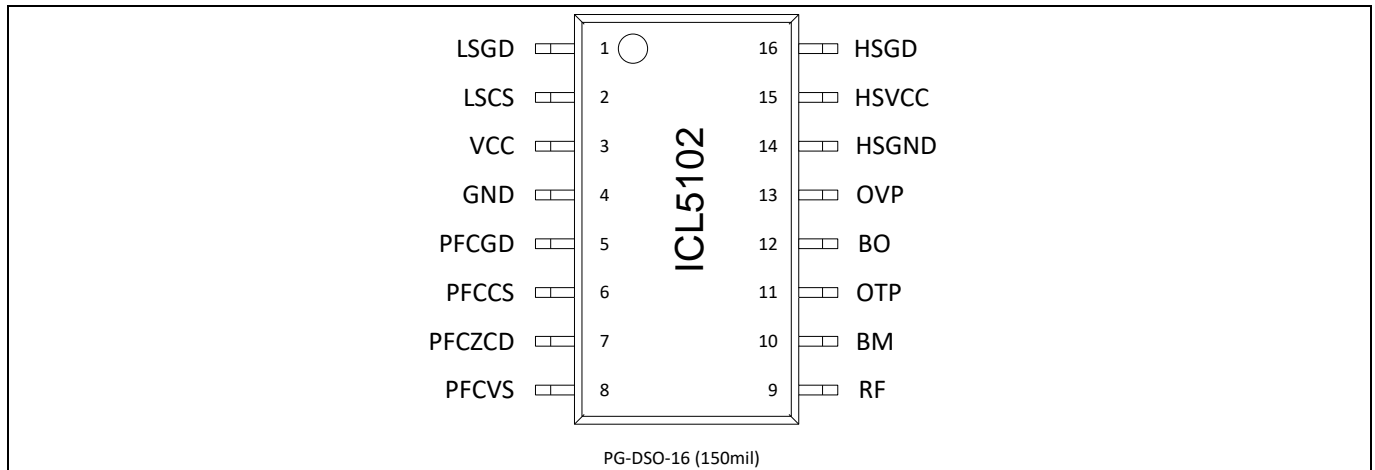 LSGD 1 16 HSGD
LSCS 2 15 HSVCC
VCC 3 14 HSGND
GND 4 13 OVP
PFCGD 5 12 BO
PFCCS 6 11 OTP
PFCZCD 7 10 BM
PFCVS 8 9 RF
ICL5102
PG-DSO-16 (150mil)